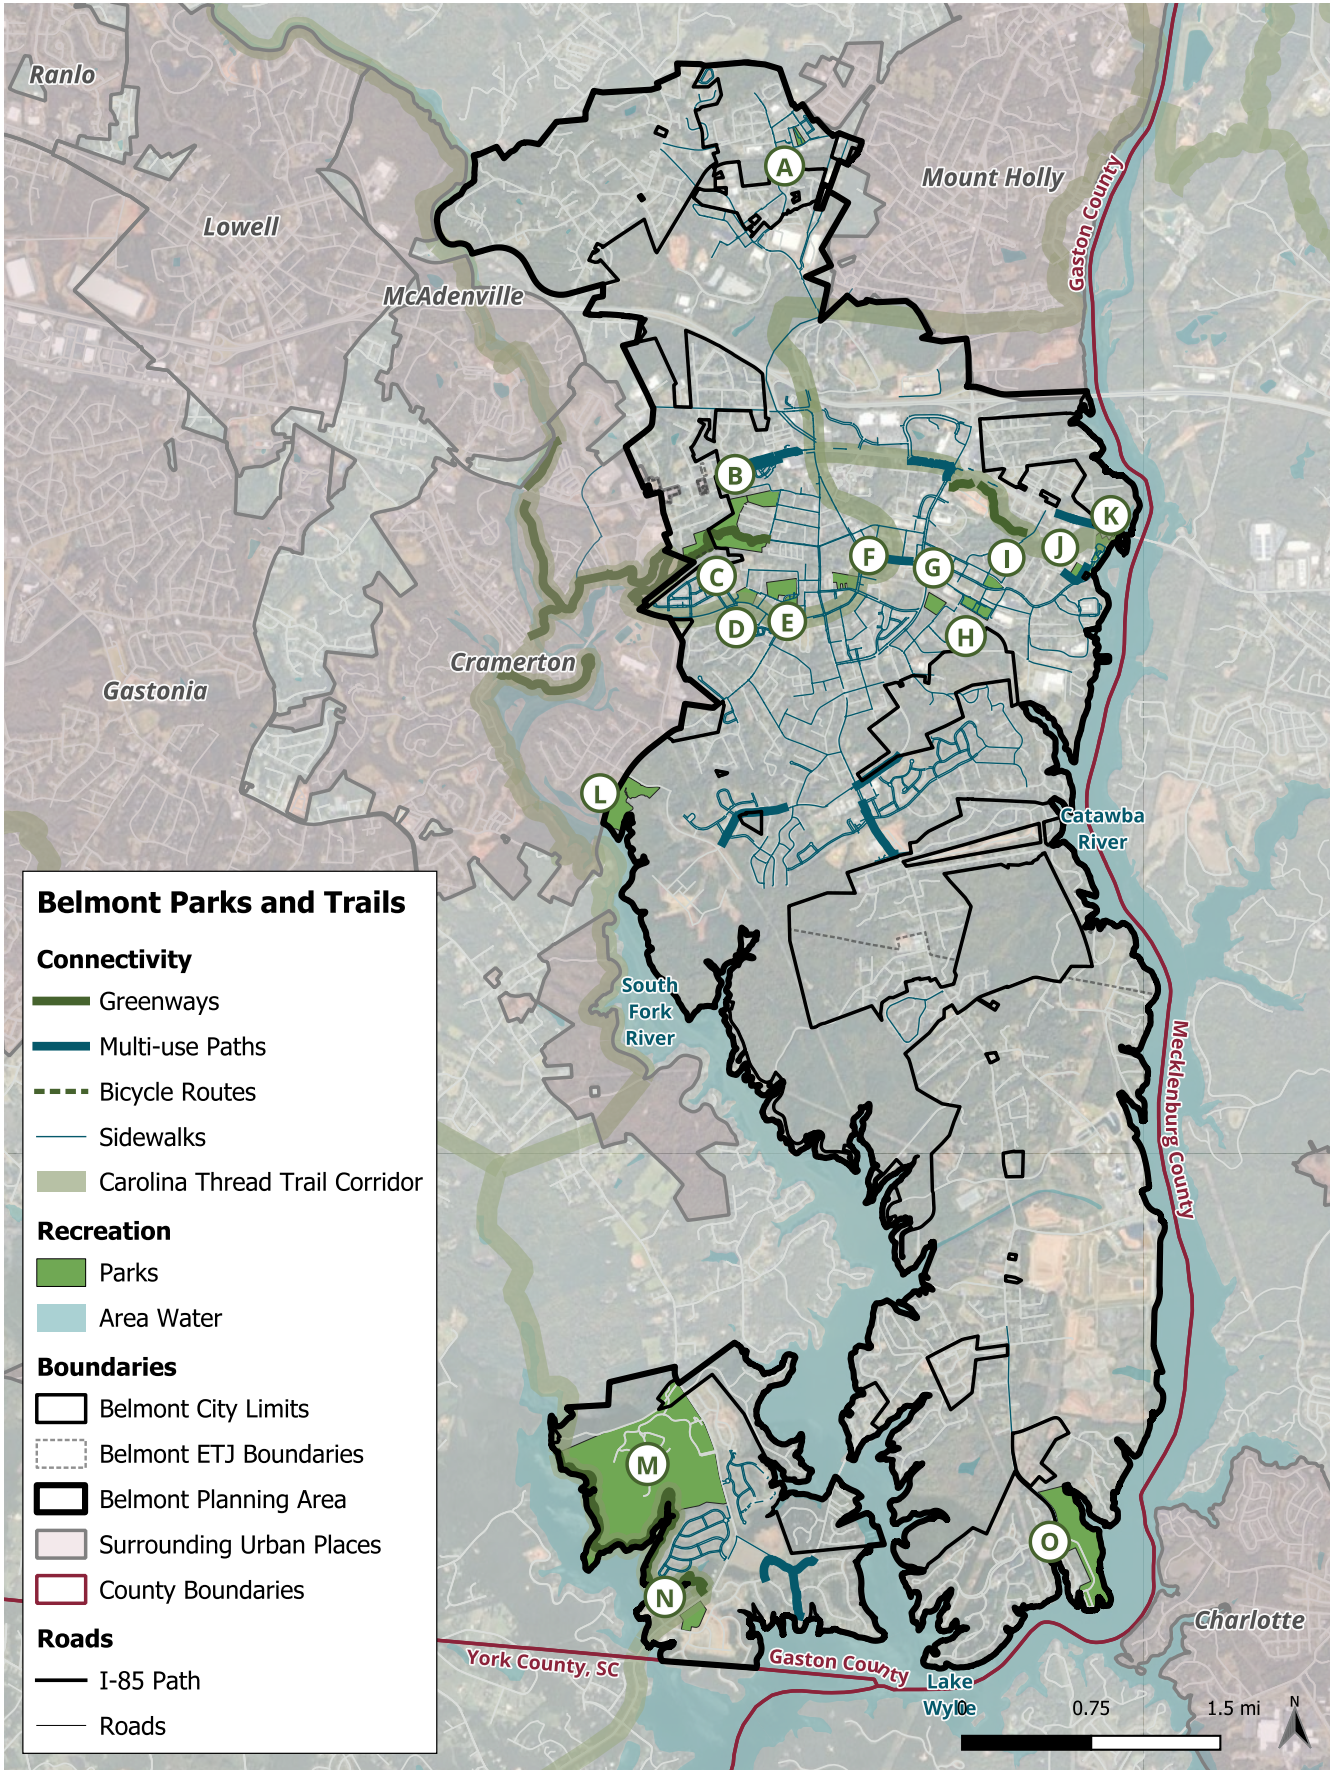 Ranlo
Lowell
McAdenville
Mount Holly
Gaston County
A
B
C
D
E
F
G
H
I
J
K
Cramerton
Gastonia
L
Catawba
River
South
Fork
River
Mecklenburg County
M
N
O
Charlotte
York County, SC
Gaston County
Lake
Wylie
0
0.75
1.5 mi
N
Belmont Parks and Trails
Connectivity
Greenways
Multi-use Paths
Bicycle Routes
Sidewalks
Carolina Thread Trail Corridor
Recreation
Parks
Area Water
Boundaries
Belmont City Limits
Belmont ETJ Boundaries
Belmont Planning Area
Surrounding Urban Places
County Boundaries
Roads
I-85 Path
Roads